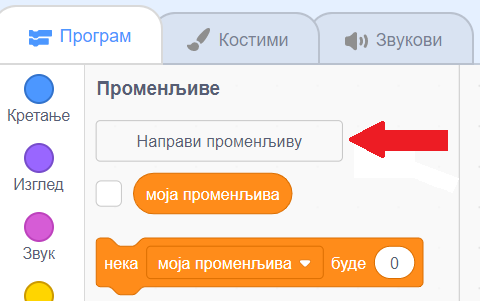 Програм
Костими
Звукови
Кретање
Изглед
Звук
Променљиве
Направи променљиву
моја променљива
нека моја променљива буде 0